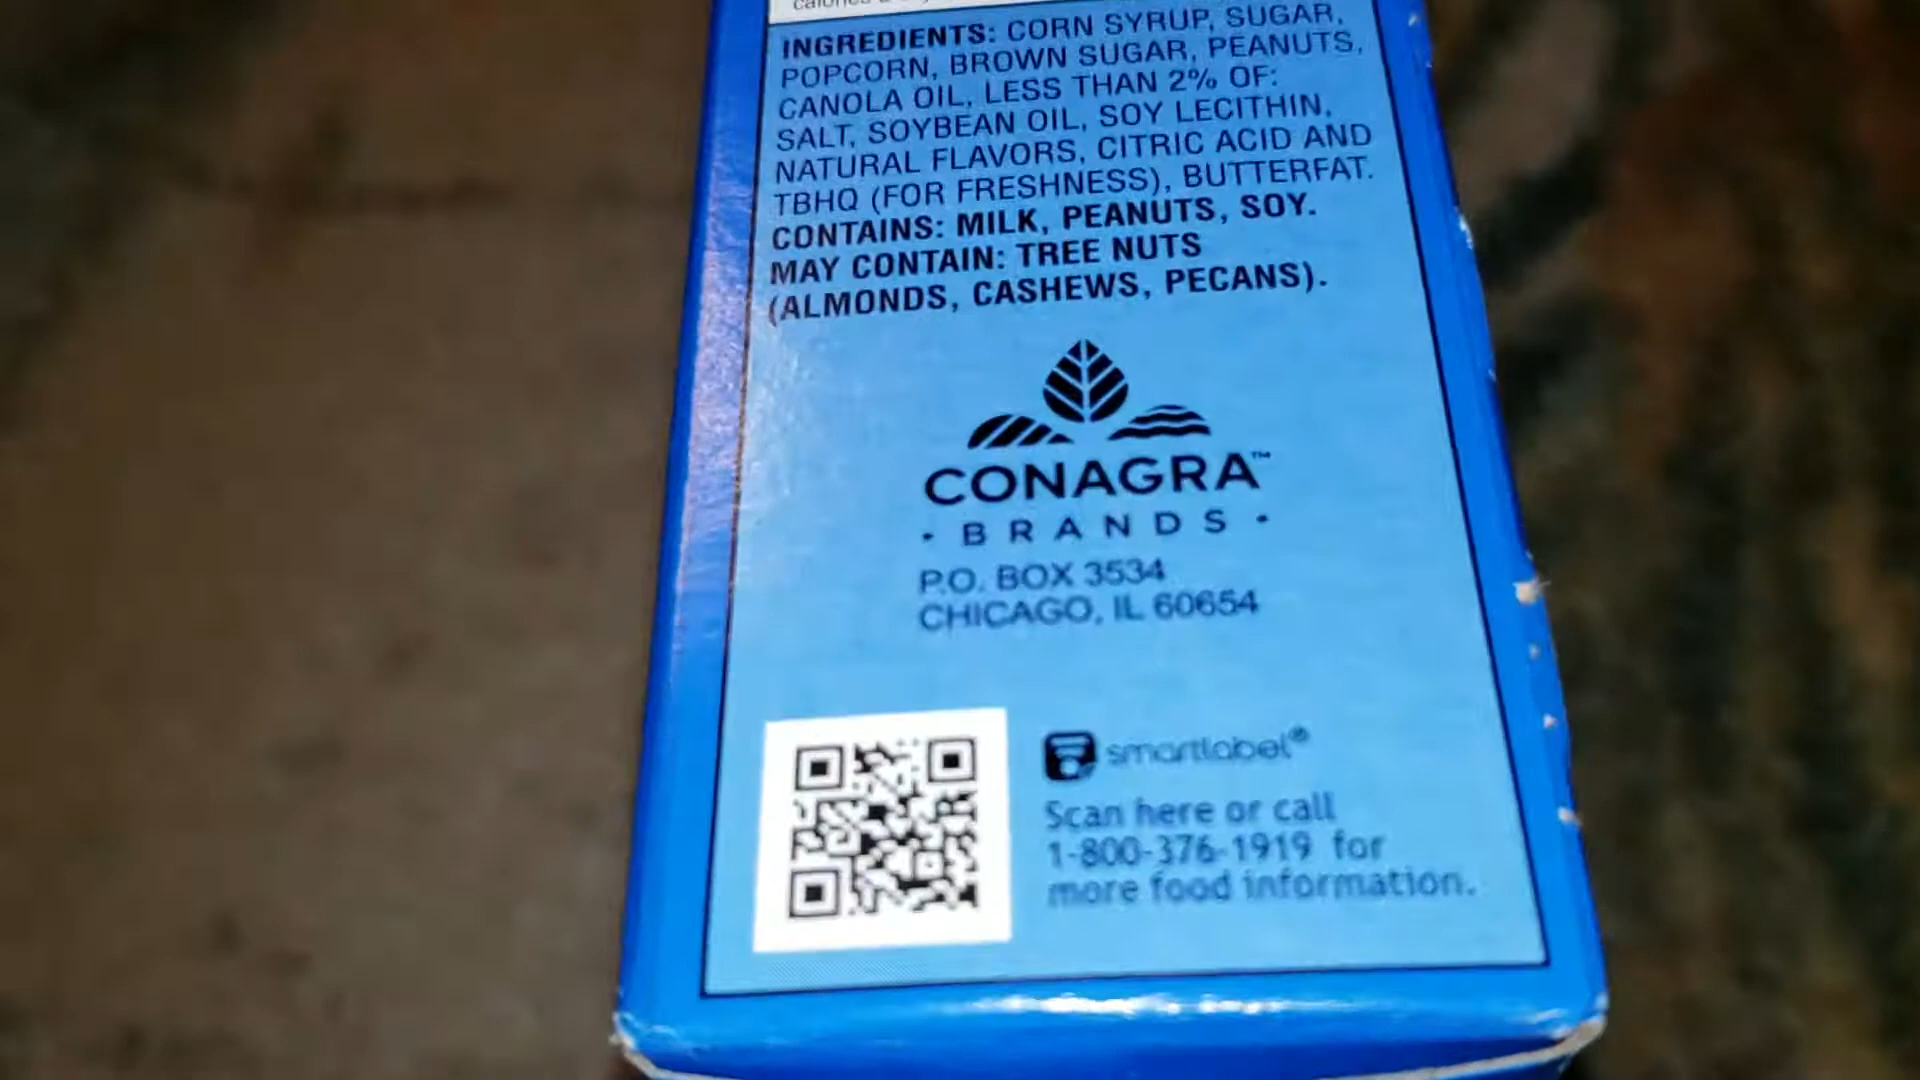 INGREDIENTS: CORN SYRUP, SUGAR,
POPCORN, BROWN SUGAR, PEANUTS,
CANOLA OIL, LESS THAN 2% OF:
SALT, SOYBEAN OIL, SOY LECITHIN,
NATURAL FLAVORS, CITRIC ACID AND
TBHQ (FOR FRESHNESS), BUTTERFAT.
CONTAINS: MILK, PEANUTS, SOY.
MAY CONTAIN: TREE NUTS
(ALMONDS, CASHEWS, PECANS).
CONAGRA™
• BRANDS •
P.O. BOX 3534
CHICAGO, IL 60654
smartlabel®
Scan here or call
1-800-376-1919 for
more food information.